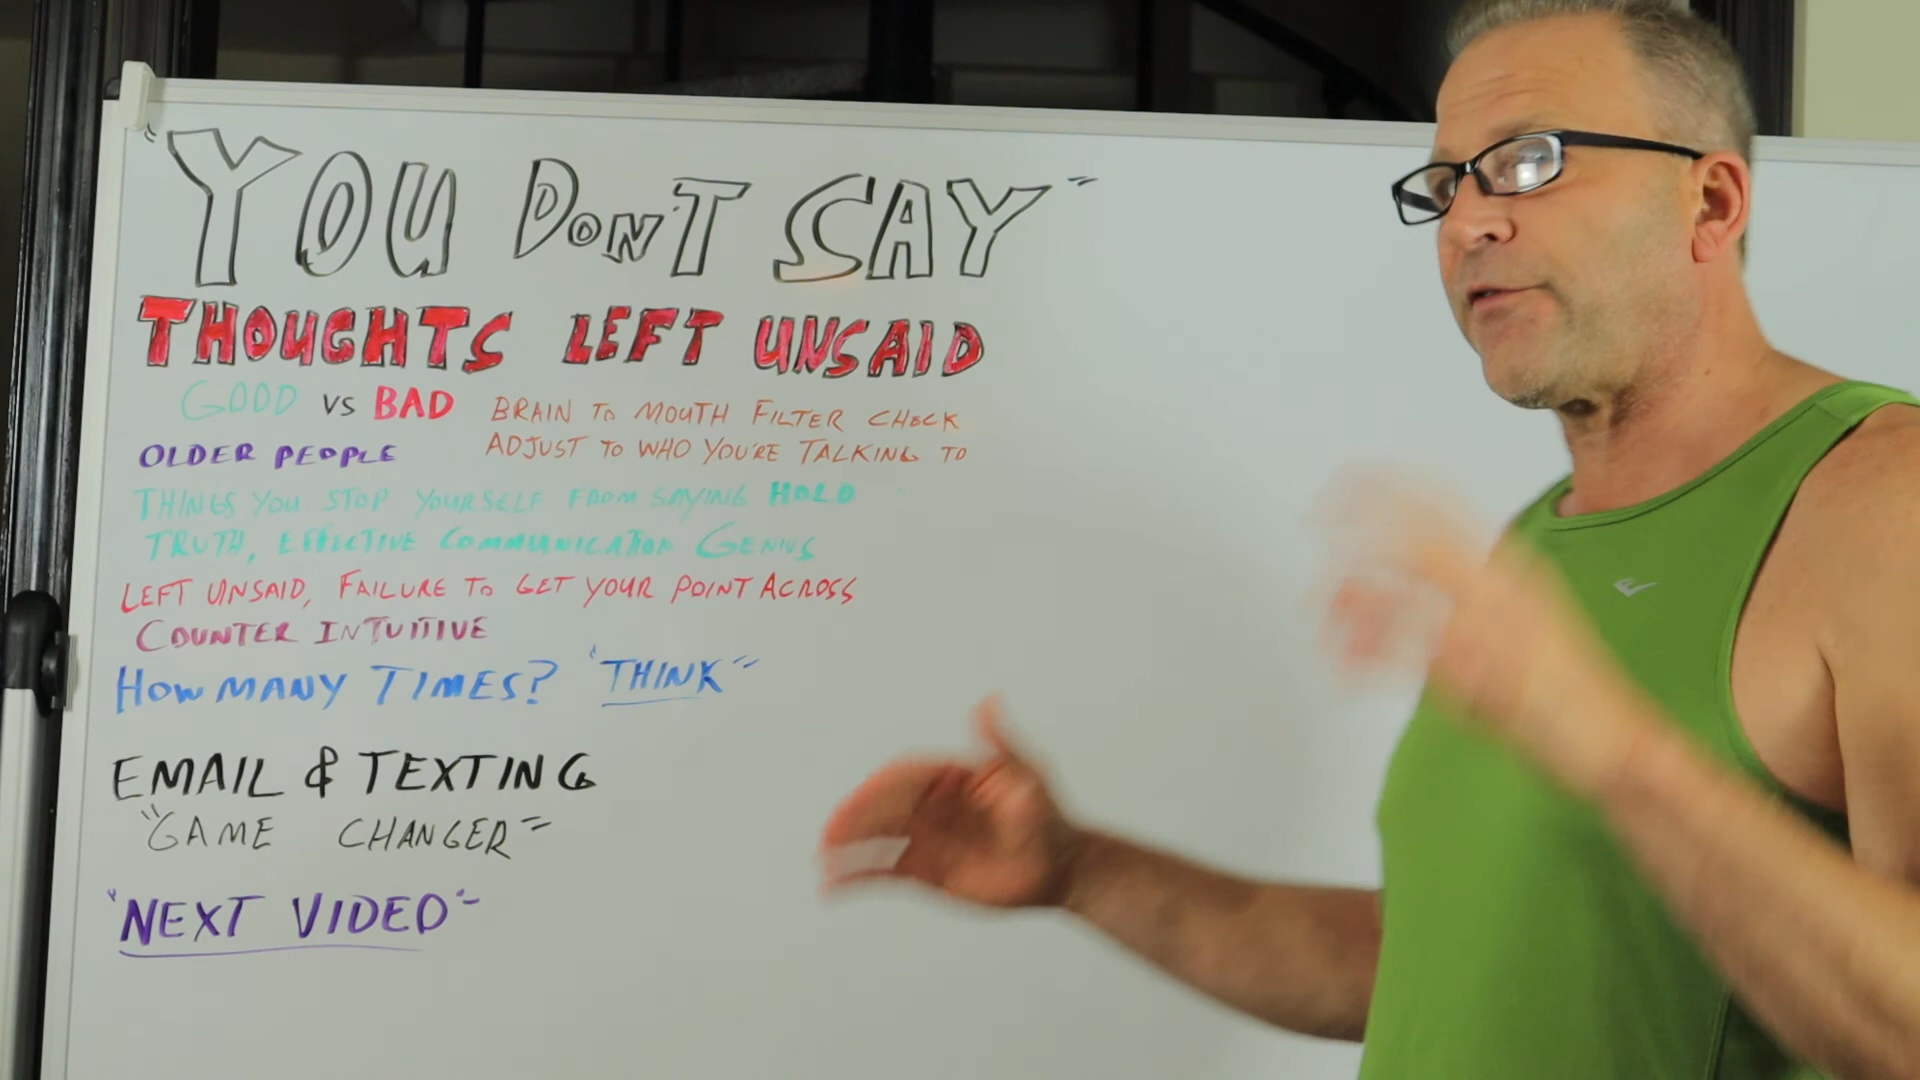 "YOU DON'T SAY"
THOUGHTS LEFT UNSAID
GOOD VS BAD
BRAIN TO MOUTH FILTER CHECK
OLDER PEOPLE
ADJUST TO WHO YOU'RE TALKING TO
THINGS YOU STOP YOURSELF FROM SAYING HOLD
TRUTH, EFFECTIVE COMMUNICATION GENIUS
LEFT UNSAID, FAILURE TO GET YOUR POINT ACROSS
COUNTER INTUITIVE
HOW MANY TIMES? "THINK"
EMAIL & TEXTING
"GAME CHANGER"
"NEXT VIDEO"